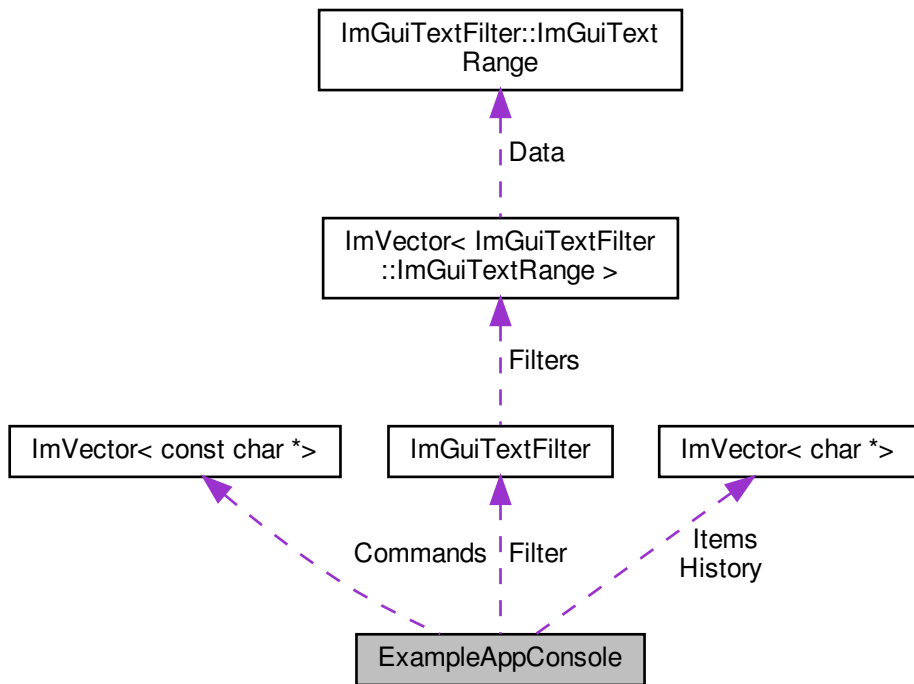 ImGuiTextFilter::ImGuiText
Range
Data
ImVector< ImGuiTextFilter
::ImGuiTextRange >
Filters
ImVector< const char *>
ImGuiTextFilter
ImVector< char *>
Commands
Filter
Items
History
ExampleAppConsole